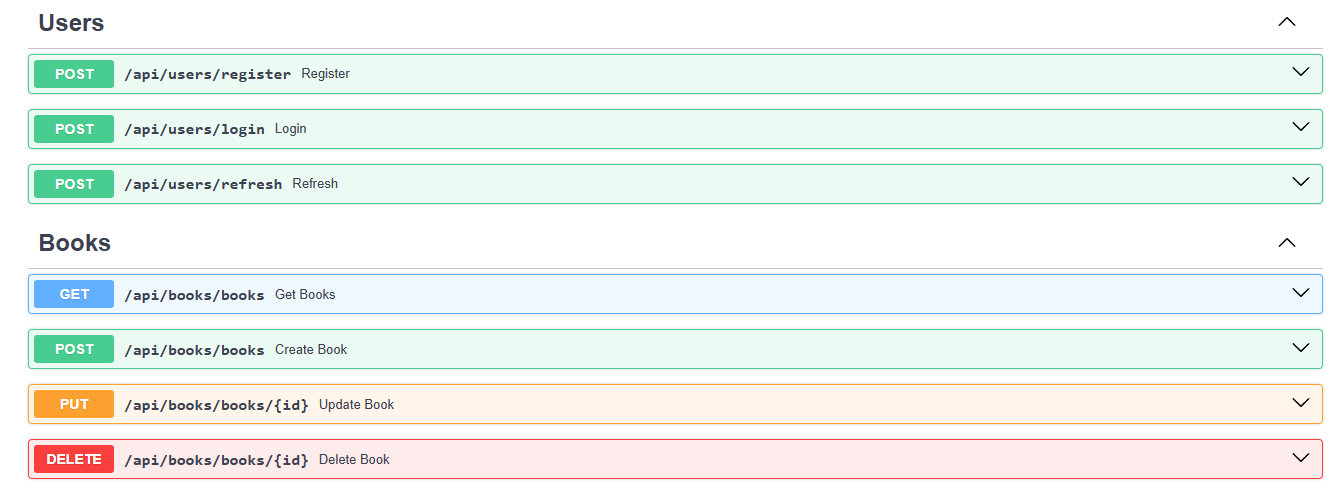 Users
POST /api/users/register Register
POST /api/users/login Login
POST /api/users/refresh Refresh
Books
GET /api/books/books Get Books
POST /api/books/books Create Book
PUT /api/books/books/{id} Update Book
DELETE /api/books/books/{id} Delete Book